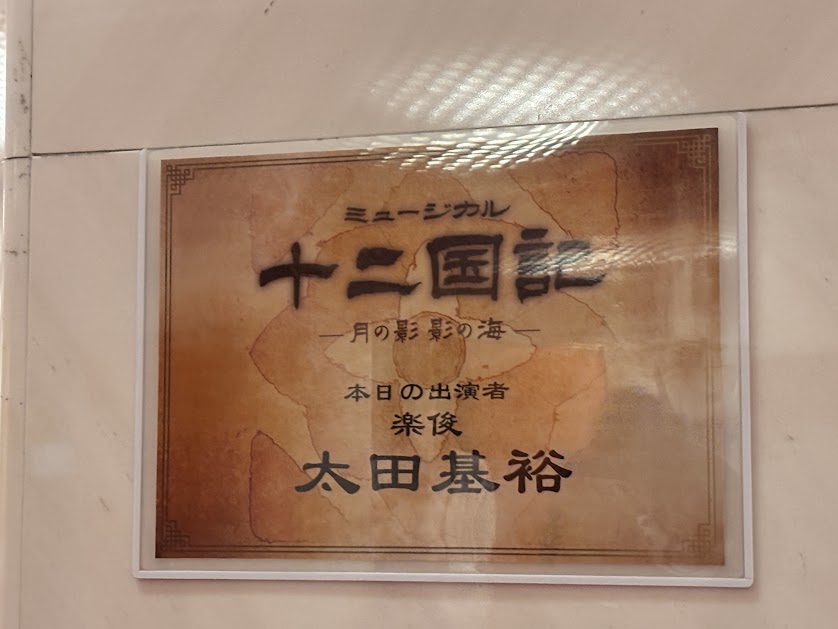 ミュージカル
十二国記
―月の影 影の海―
本日の出演者
楽俊
太田基裕